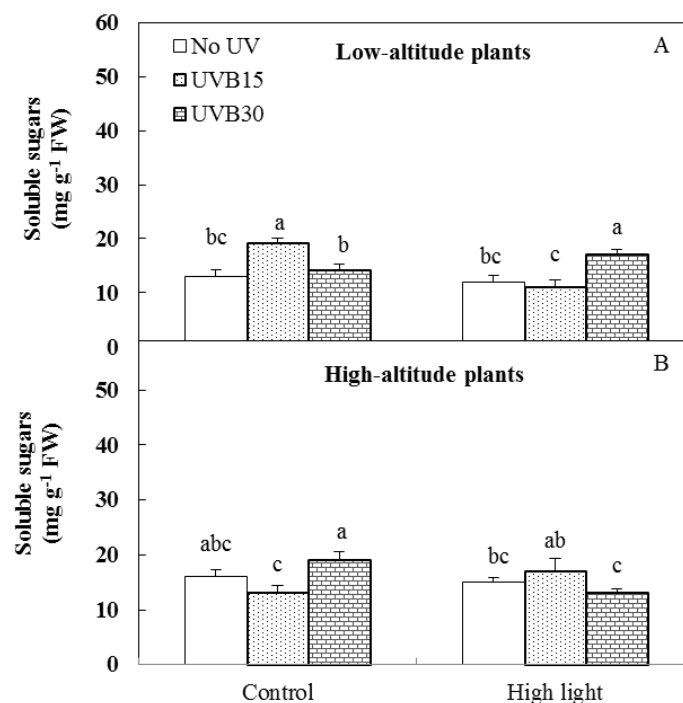 60
50
40
30
20
10
0
Soluble sugars
(mg g-1 FW)
No UV
UVB15
UVB30
Low-altitude plants
A
bc
a
b
bc
c
a
High-altitude plants
B
50
40
30
20
10
0
Soluble sugars
(mg g-1 FW)
abc
c
a
bc
ab
c
Control
High light